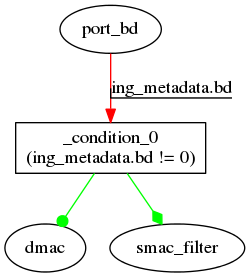 port_bd
ing_metadata.bd
_condition_0
(ing_metadata.bd != 0)
dmac
smac_filter